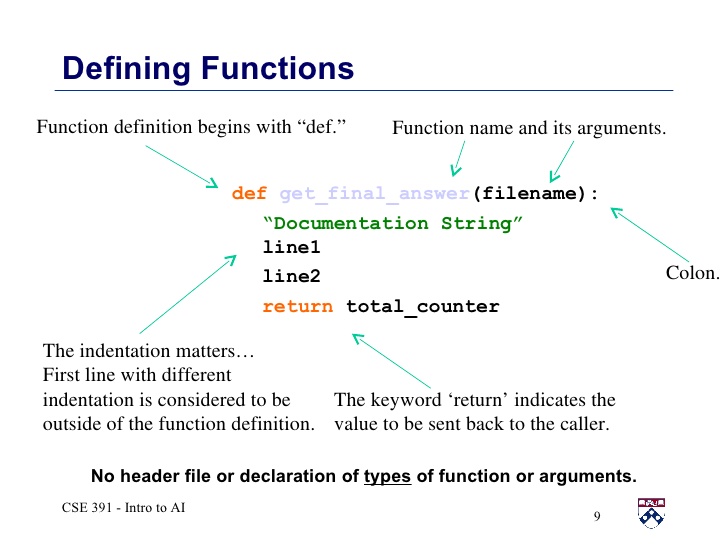 Defining Functions
Function definition begins with “def.”
Function name and its arguments.
def get_final_answer(filename):
“Documentation String”
line1
line2
return total_counter
Colon.
The indentation matters…
First line with different
indentation is considered to be
outside of the function definition.
The keyword ‘return’ indicates the
value to be sent back to the caller.
No header file or declaration of types of function or arguments.
CSE 391 - Intro to AI
9